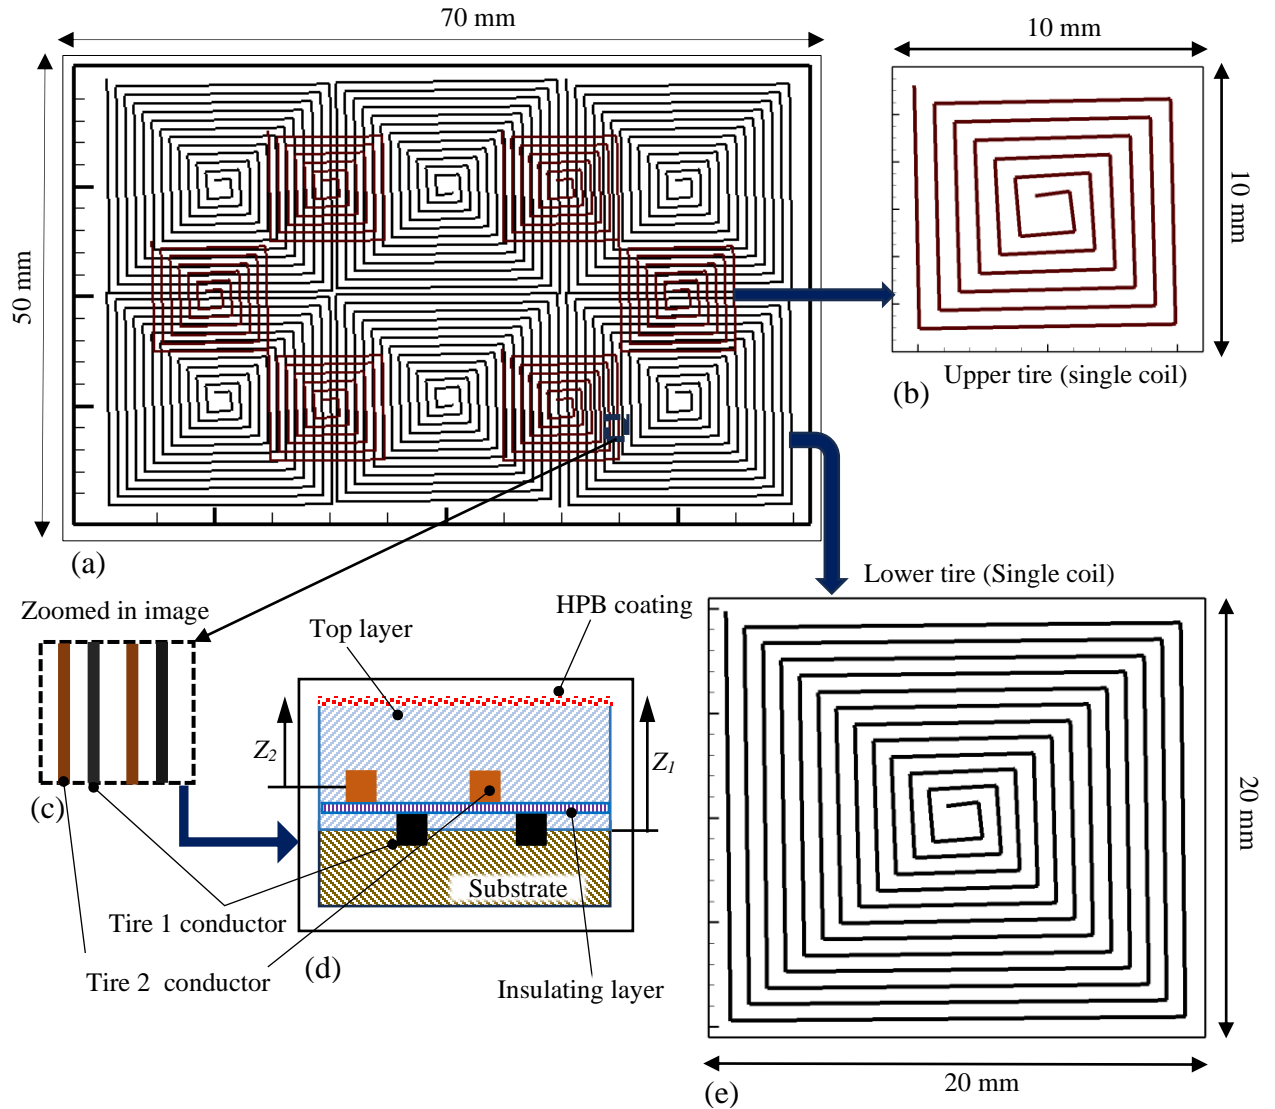 70 mm
10 mm
50 mm
10 mm
Upper tire (single coil)
(b)
(a)
Lower tire (Single coil)
Zoomed in image
HPB coating
Top layer
Z2
Z1
(c)
Substrate
20 mm
Tire 1 conductor
(d)
Tire 2  conductor
Insulating layer
20 mm
(e)